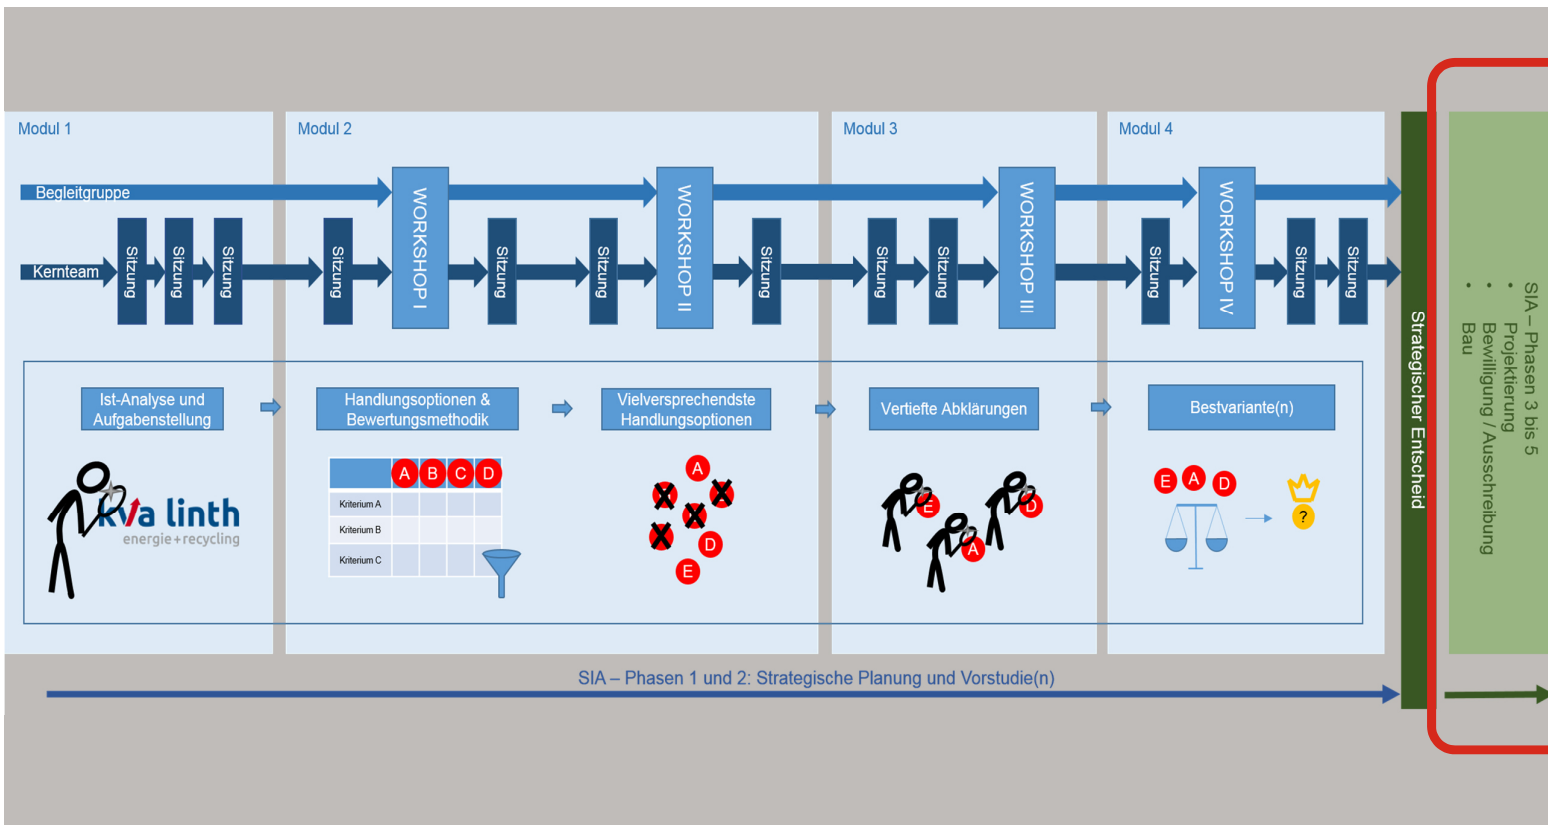 Modul 1
Modul 2
Modul 3
Modul 4
Begleitgruppe
Kernteam
Sitzung
Sitzung
Sitzung
Sitzung
WORKSHOP I
Sitzung
Sitzung
WORKSHOP II
Sitzung
Sitzung
Sitzung
WORKSHOP III
Sitzung
WORKSHOP IV
Sitzung
Sitzung
Strategischer Entscheid
SIA – Phasen 3 bis 5
• Projektierung
• Bewilligung / Ausschreibung
• Bau
Ist-Analyse und
Aufgabenstellung
Handlungsoptionen &
Bewertungsmethodik
Vielversprechendste
Handlungsoptionen
Vertiefte Abklärungen
Bestvariante(n)
kva linth
energie+recycling
A B C D
Kriterium A
Kriterium B
Kriterium C
A
D
E
E
D
A
E A D
?
SIA – Phasen 1 und 2: Strategische Planung und Vorstudie(n)